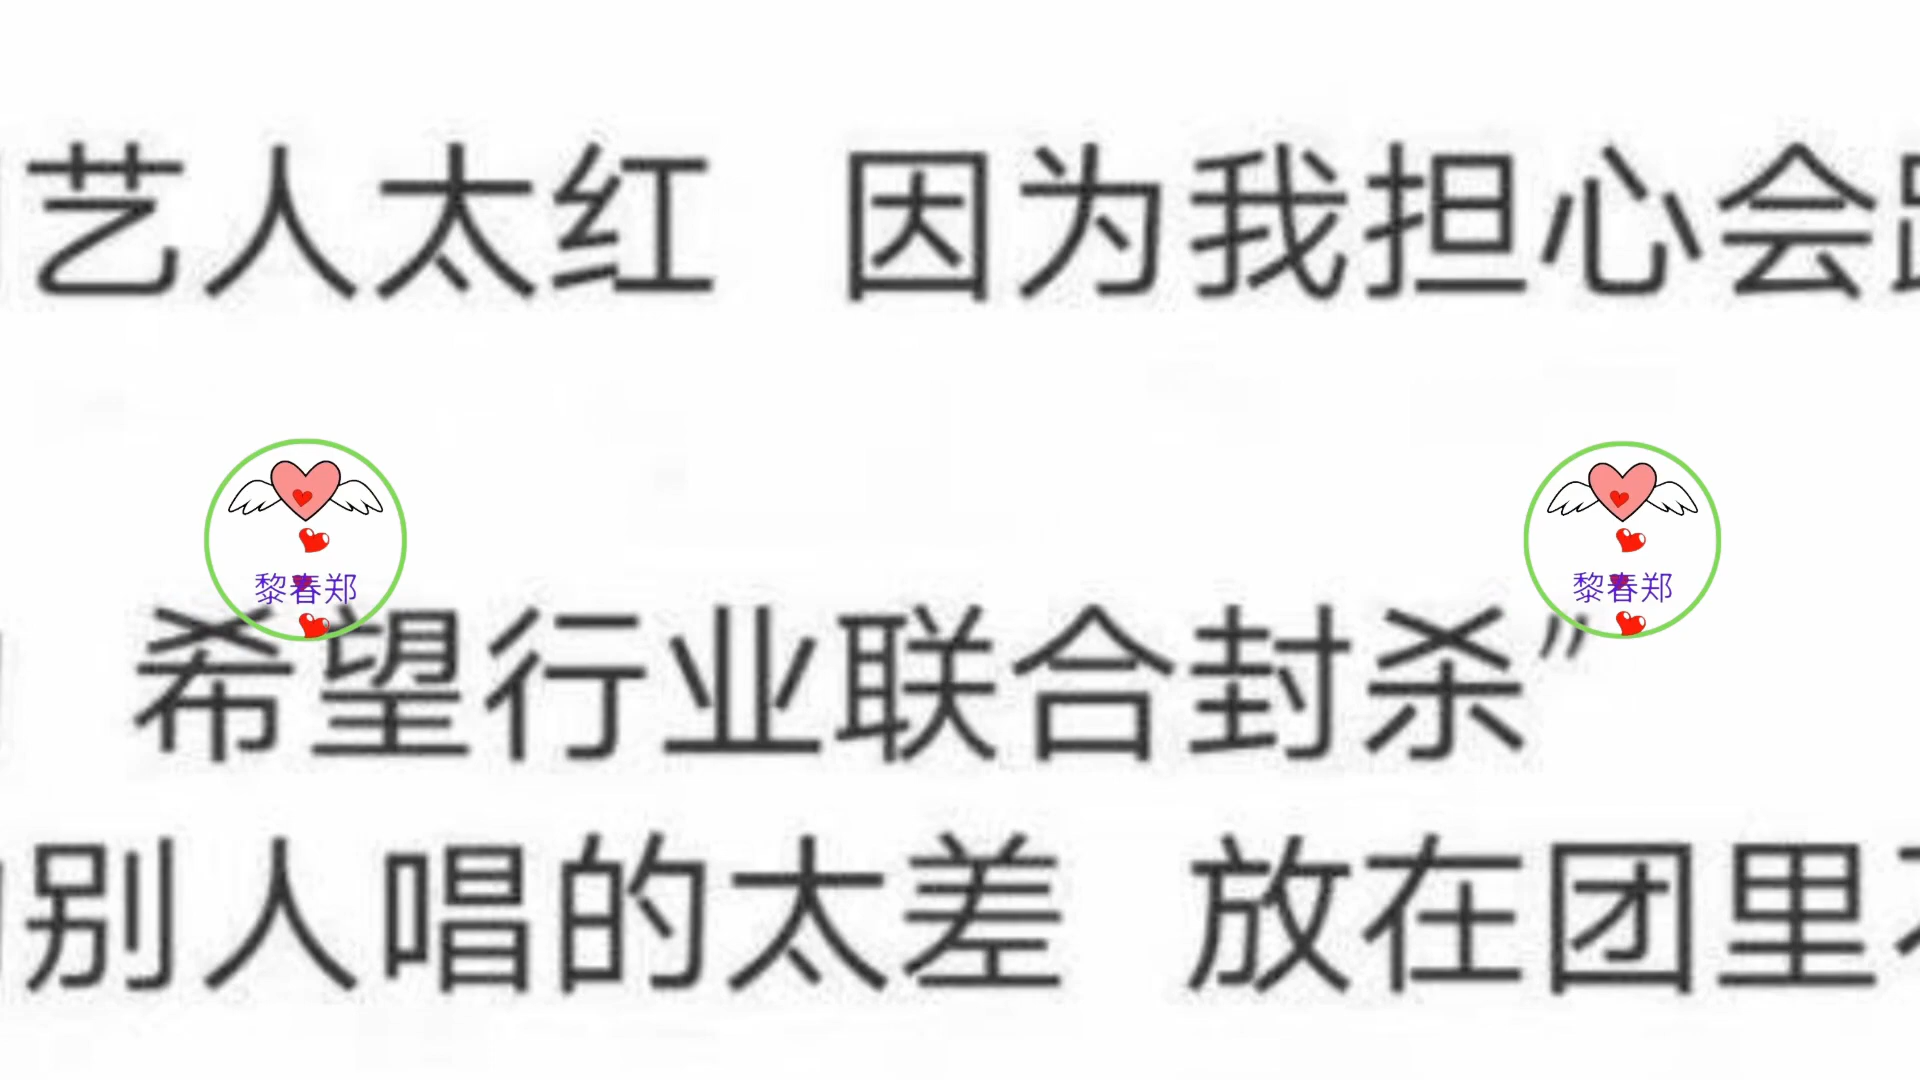 艺人太红 因为我担心会
黎春郑
黎春郑
希望行业联合封杀”
别人唱的太差 放在团里